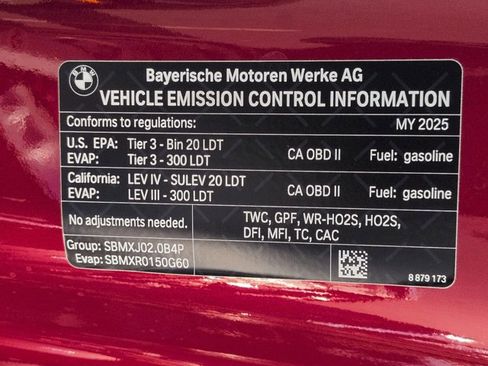 BMW
Bayerische Motoren Werke AG
VEHICLE EMISSION CONTROL INFORMATION
Conforms to regulations: MY 2025
U.S. EPA: Tier 3 - Bin 20 LDT
EVAP: Tier 3 - 300 LDT
CA OBD II Fuel: gasoline
California: LEV IV - SULEV 20 LDT
EVAP: LEV III - 300 LDT
CA OBD II Fuel: gasoline
No adjustments needed.
TWC, GPF, WR-HO2S, HO2S,
DFI, MFI, TC, CAC
Group: SBMXJ02.0B4P
Evap: SBMXR0150G60
8 879 173